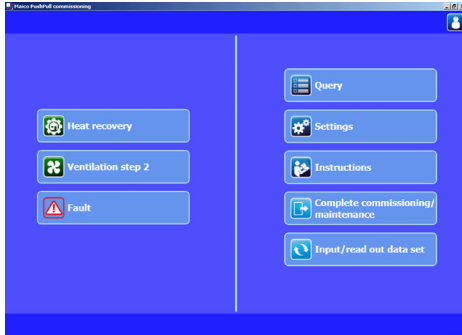 Maico PushPull commissioning
Heat recovery
Ventilation step 2
Fault
Query
Settings
Instructions
Complete commissioning/
maintenance
Input/read out data set